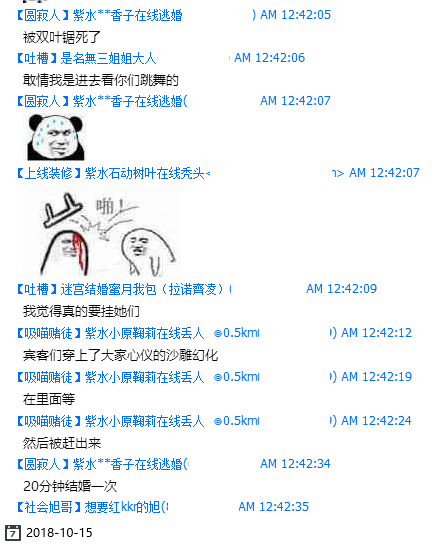 【圆寂人】紫水**香子在线逃婚 ) AM 12:42:05
被双叶锯死了
【吐槽】是名無三姐姐大人 AM 12:42:06
敢情我是进去看你们跳舞的
【圆寂人】紫水**香子在线逃婚( AM 12:42:07
【上线装修】紫水石动树叶在线秃头< > AM 12:42:07
啪！
【吐槽】迷宫结婚蜜月我包（拉诺齊凌）( AM 12:42:09
我觉得真的要挂她们
【吸喵赌徒】紫水小原鞠莉在线丢人 ⊚0.5km( ) AM 12:42:12
宾客们穿上了大家心仪的沙雕幻化
【吸喵赌徒】紫水小原鞠莉在线丢人 ⊚0.5km( ) AM 12:42:19
在里面等
【吸喵赌徒】紫水小原鞠莉在线丢人 ⊚0.5km( ) AM 12:42:24
然后被赶出来
【圆寂人】紫水**香子在线逃婚( AM 12:42:34
20分钟结婚一次
【社会旭哥】想要红kkr的旭( AM 12:42:35
7 2018-10-15